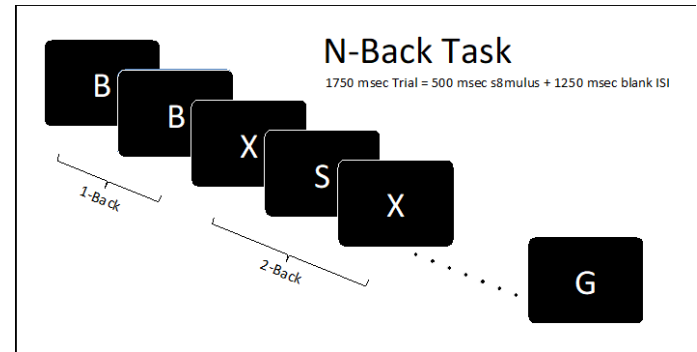 N-Back Task
1750 msec Trial = 500 msec s8mulus + 1250 msec blank ISI
B
B
X
S
X
G
1-Back
2-Back